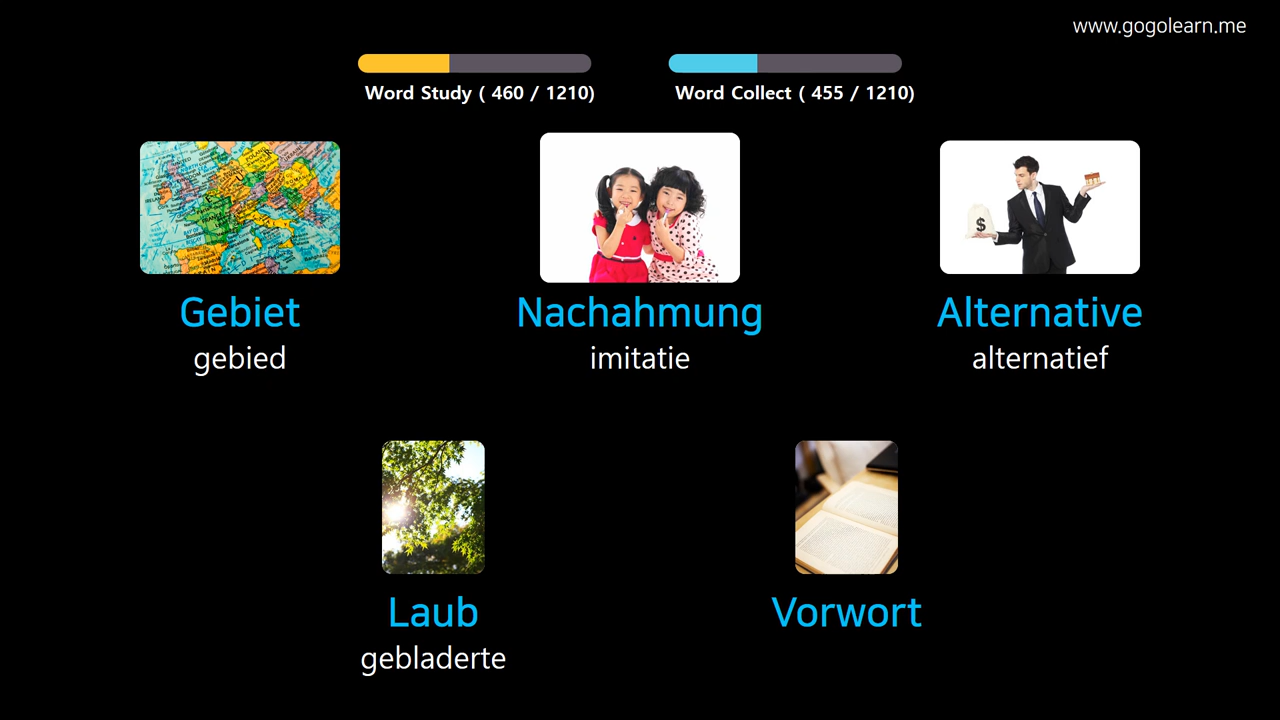 www.gogolearn.me
Word Study ( 460 / 1210)
Word Collect ( 455 / 1210)
Gebiet
gebied
Nachahmung
imitatie
Alternative
alternatief
Laub
gebladerte
Vorwort